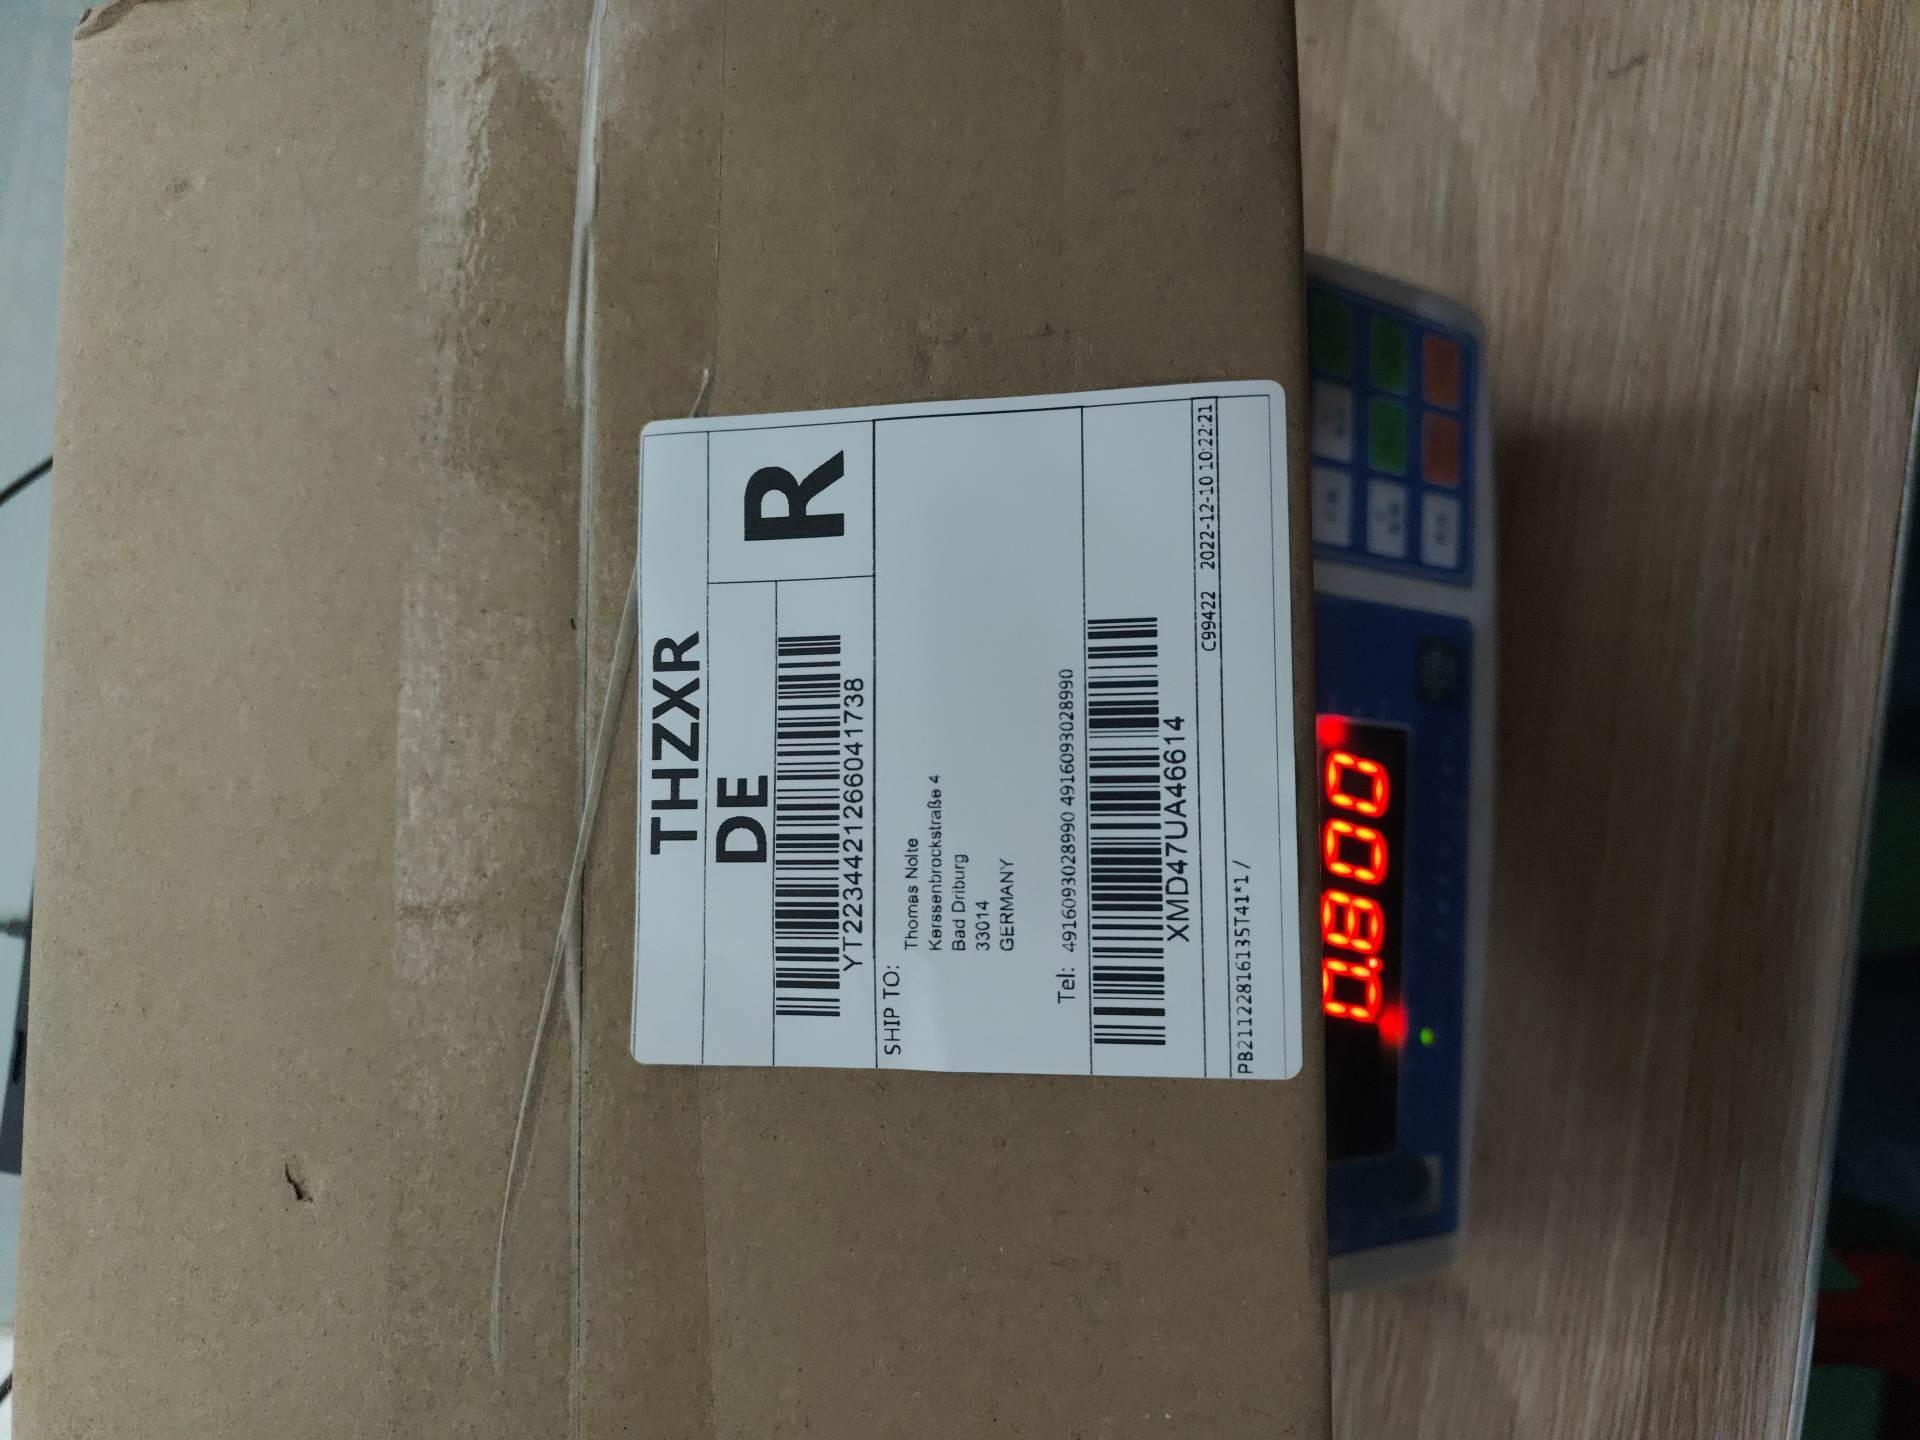 THZXR
DE
R
YT2234421266041738
SHIP TO:
Thomas Nolte
Kerssenbrockstraße 4
Bad Driburg
33014
GERMANY
Tel: 4916093028990 4916093028990
XMD47UA46614
C99422 2022-12-10 10:22:21
PB21122816135T41*1 /
0.800